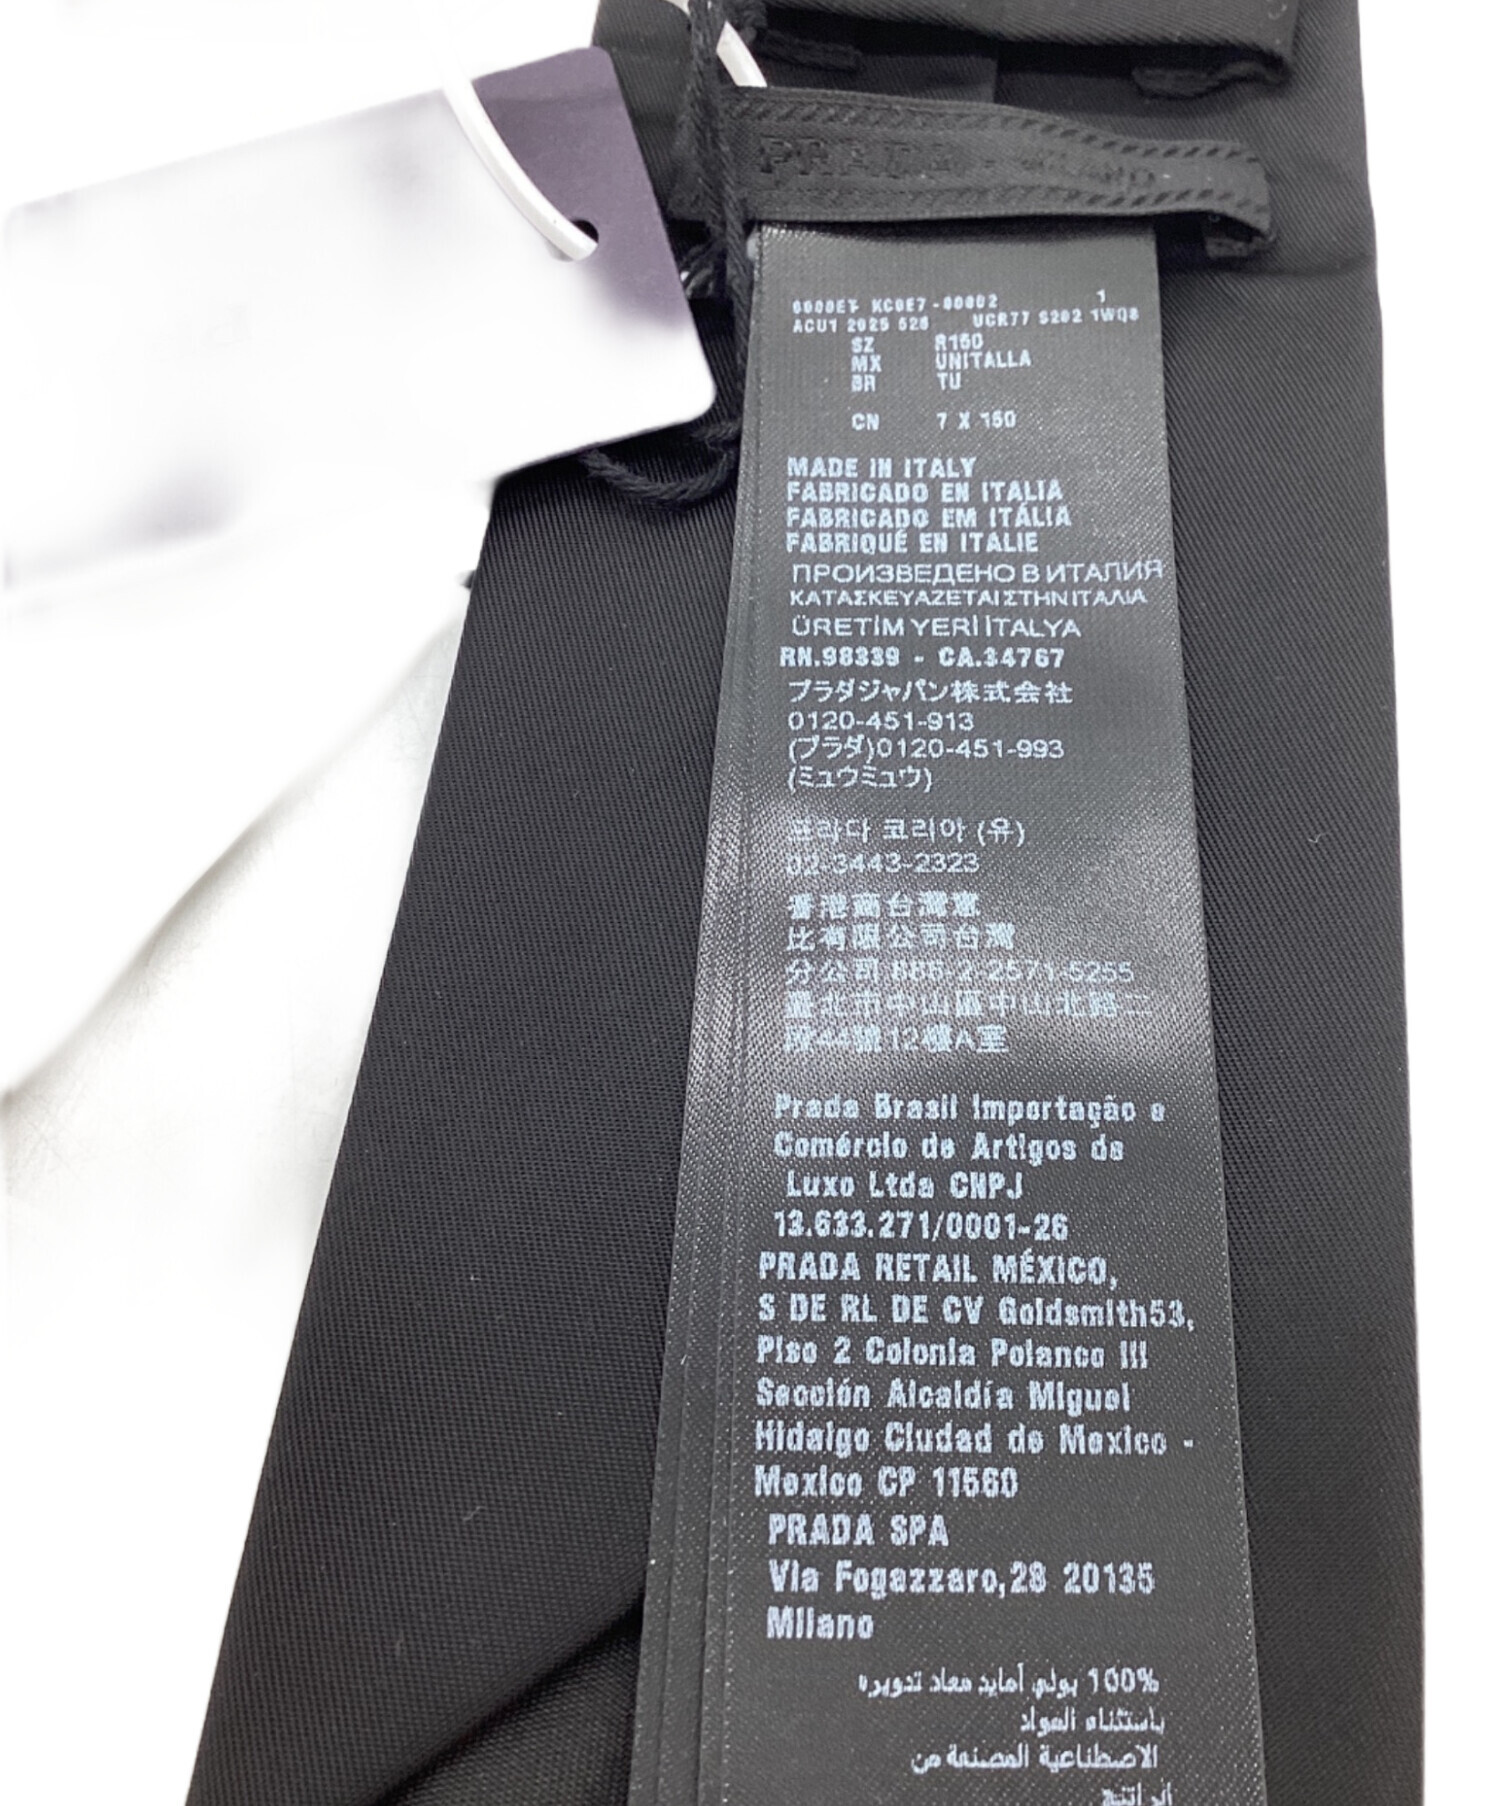 PRADA - MILANO
1
ACU1 2025 528 UCR77 S202 1WQ8
SZ R150
MX UNITALLA
BR TU
CN 7 X 150
MADE IN ITALY
FABRICADO EN ITALIA
FABRICADO EM ITÁLIA
FABRIQUÉ EN ITALIE
ПРОИЗВЕДЕНО В ИТАЛИЯ
ΚΑΤΑΣΚΕΥΑΖΕΤΑΙ ΣΤΗΝ ΙΤΑΛΙΑ
ÜRETİM YERİ İTALYA
RN.98339 - CA.34767
プラダジャパン株式会社
0120-451-913
(プラダ)0120-451-993
(ミュウミュウ)
프라다 코리아 (유)
02-3443-2323
香港商台灣
比有限公司台灣
分公司 886-2-2571-5255
臺北市中山區中山北路二
段44號12樓A室
Prada Brasil Importação e
Comércio de Artigos de
Luxo Ltda CNPJ
13.633.271/0001-26
PRADA RETAIL MÉXICO,
S DE RL DE CV Goldsmith53,
Piso 2 Colonia Polanco III
Sección Alcaldía Miguel
Hidalgo Ciudad de Mexico -
Mexico CP 11560
PRADA SPA
Via Fogazzaro,28 20135
Milano
100% بولي أمايد معاد تدويره
باستثناء المواد
الاصطناعية المصنعة من